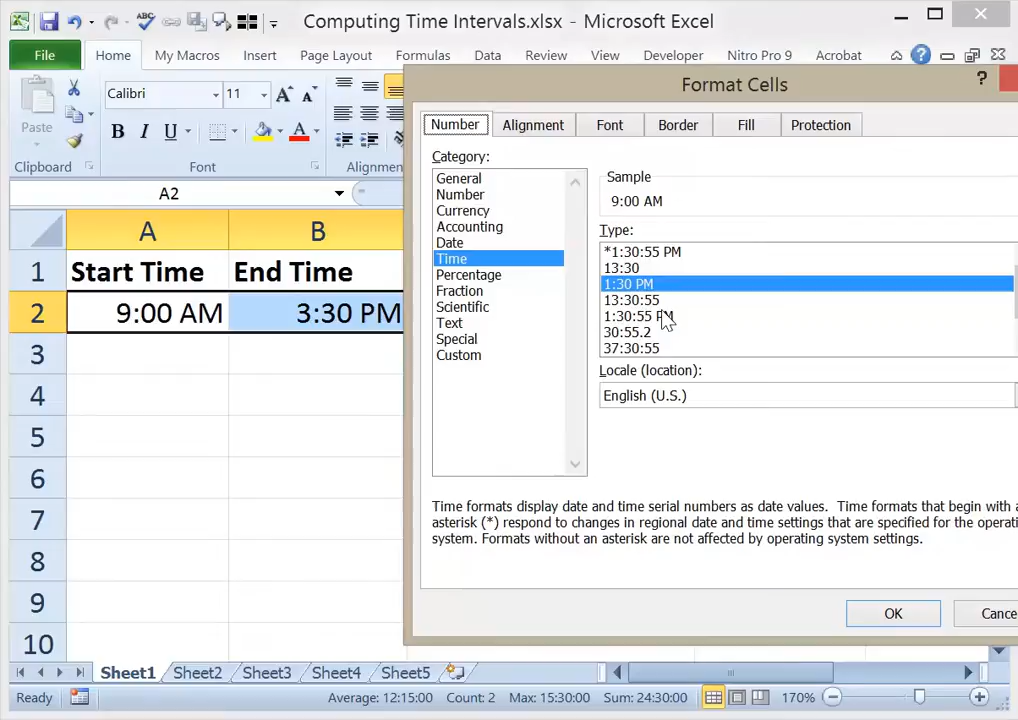 Computing Time Intervals.xlsx - Microsoft Excel
File Home My Macros Insert Page Layout Formulas Data Review View Developer Nitro Pro 9 Acrobat
Paste
Calibri 11
B I U A
Clipboard Font Alignmen
A2
Format Cells
Number Alignment Font Border Fill Protection
Category:
General
Number
Currency
Accounting
Date
Time
Percentage
Fraction
Scientific
Text
Special
Custom
Sample
9:00 AM
Type:
*1:30:55 PM
13:30
1:30 PM
13:30:55
1:30:55 PM
30:55.2
37:30:55
Locale (location):
English (U.S.)
Time formats display date and time serial numbers as date values. Time formats that begin with a
asterisk (*) respond to changes in regional date and time settings that are specified for the operati
system. Formats without an asterisk are not affected by operating system settings.
OK Cance
A B
1 Start Time End Time
2 9:00 AM 3:30 PM
3
4
5
6
7
8
9
10
Sheet1 Sheet2 Sheet3 Sheet4 Sheet5
Ready Average: 12:15:00 Count: 2 Max: 15:30:00 Sum: 24:30:00 170%